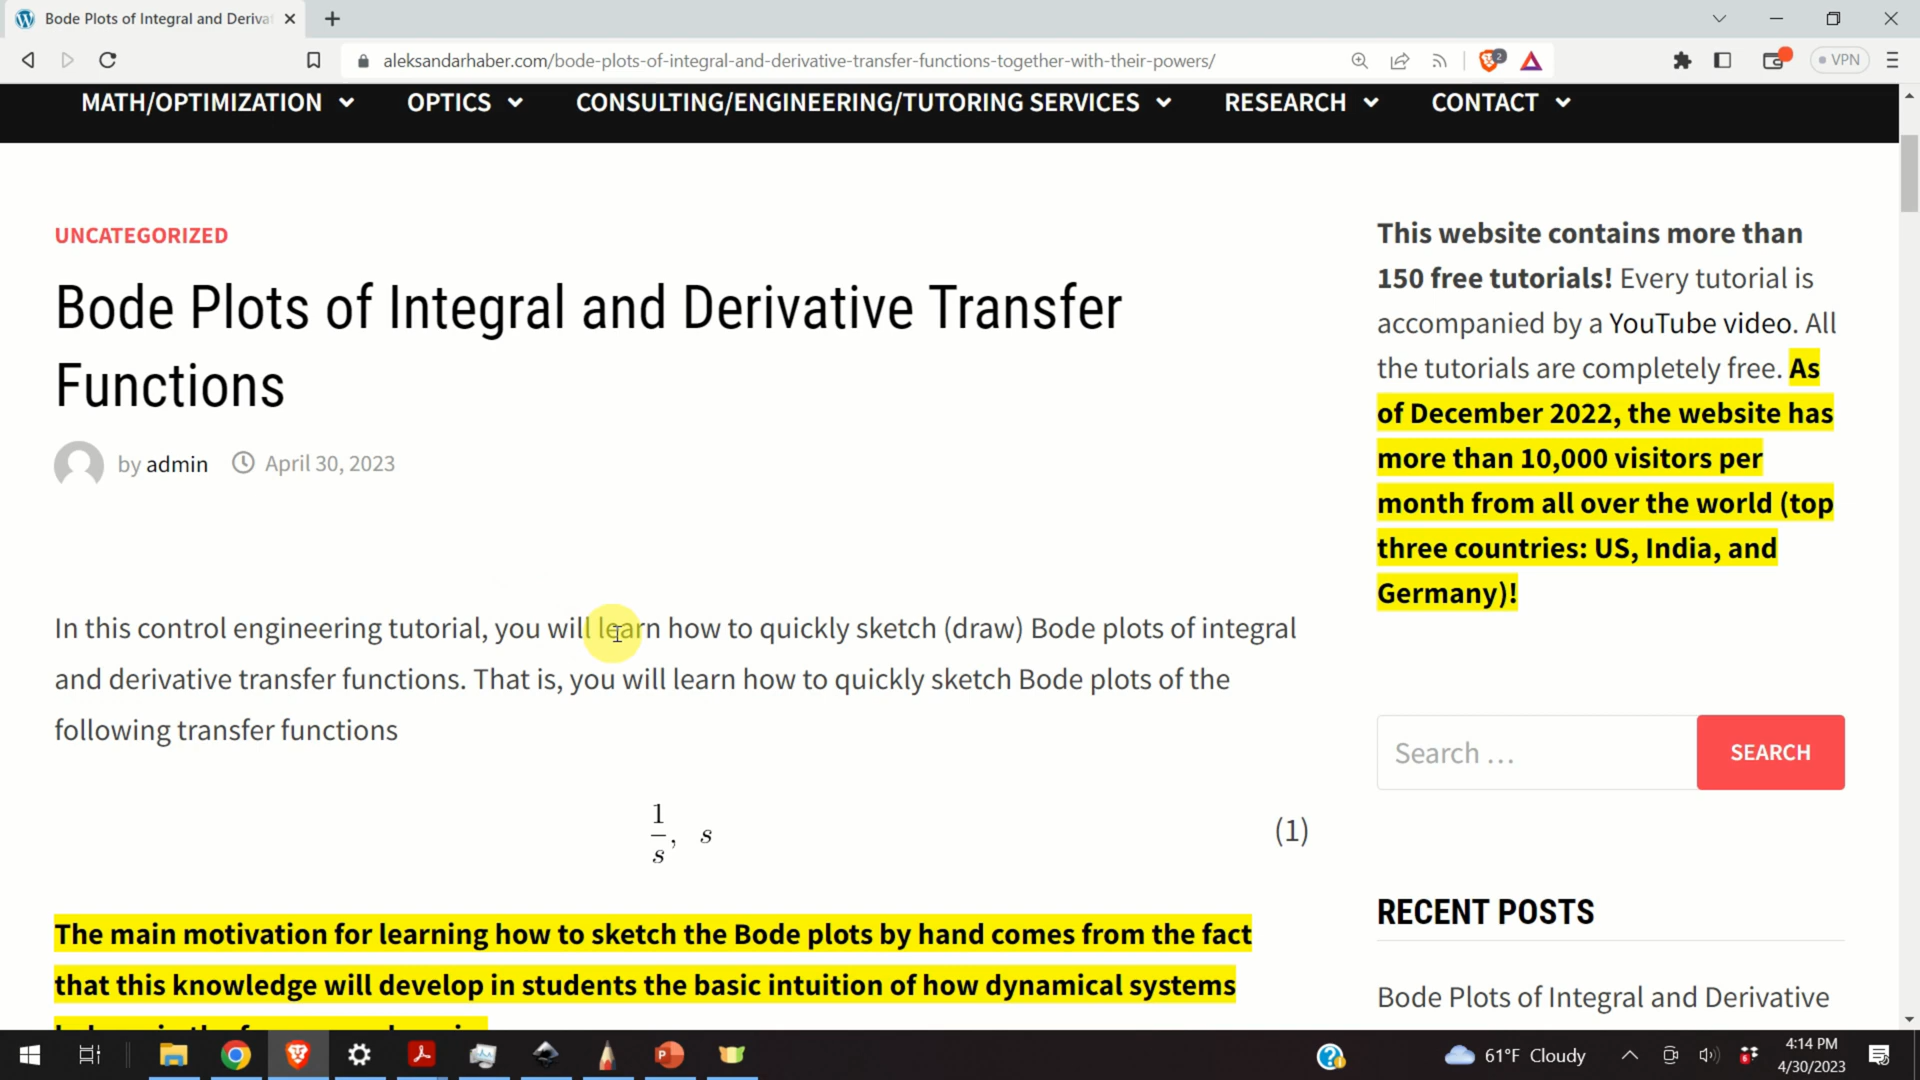 Bode Plots of Integral and Deriva
aleksandarhaber.com/bode-plots-of-integral-and-derivative-transfer-functions-together-with-their-powers/
2
VPN
MATH/OPTIMIZATION
OPTICS
CONSULTING/ENGINEERING/TUTORING SERVICES
RESEARCH
CONTACT
UNCATEGORIZED
Bode Plots of Integral and Derivative Transfer
Functions
by admin
April 30, 2023
In this control engineering tutorial, you will learn how to quickly sketch (draw) Bode plots of integral
and derivative transfer functions. That is, you will learn how to quickly sketch Bode plots of the
following transfer functions
1
s
, s
(1)
The main motivation for learning how to sketch the Bode plots by hand comes from the fact
that this knowledge will develop in students the basic intuition of how dynamical systems
This website contains more than
150 free tutorials! Every tutorial is
accompanied by a YouTube video. All
the tutorials are completely free. As
of December 2022, the website has
more than 10,000 visitors per
month from all over the world (top
three countries: US, India, and
Germany)!
Search …
SEARCH
RECENT POSTS
Bode Plots of Integral and Derivative
61°F Cloudy
4:14 PM
4/30/2023